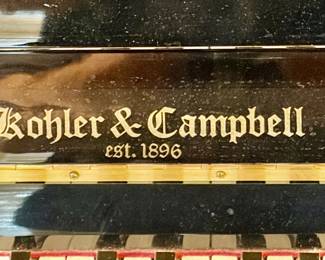 Kohler & Campbell
est. 1896